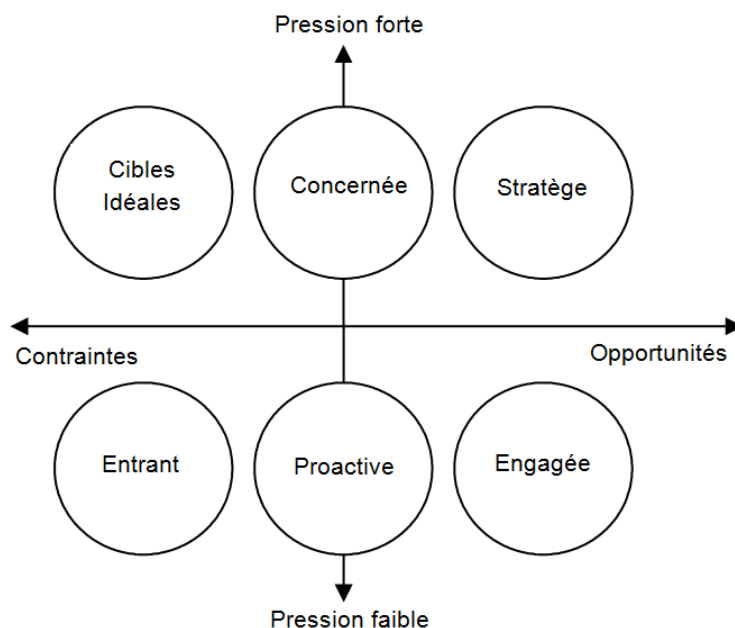 Pression forte
Cibles
Idéales
Concernée
Stratège
Contraintes
Opportunités
Entrant
Proactive
Engagée
Pression faible